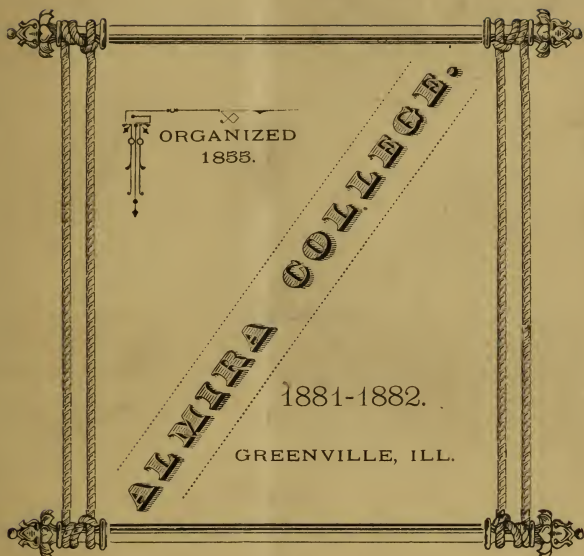 ORGANIZED
1855.
ALMIRA COLLEGE.
1881-1882.
GREENVILLE, ILL.